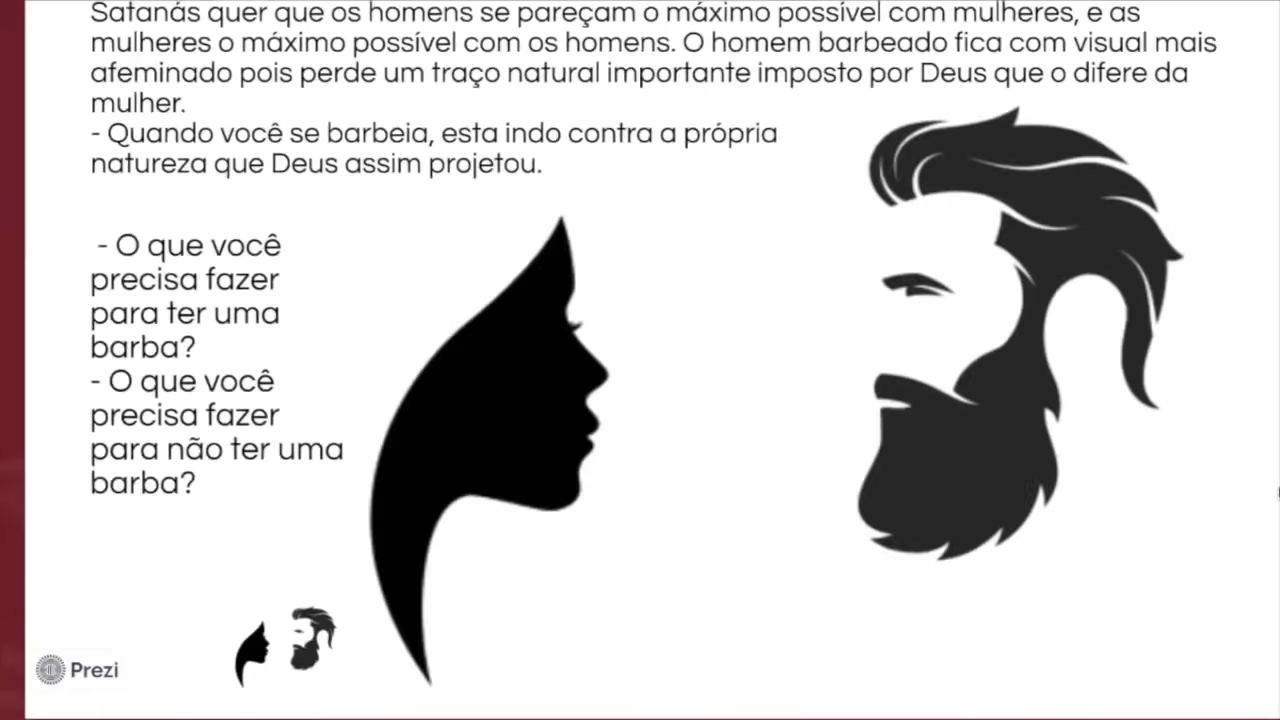 Satanás quer que os homens se pareçam o máximo possível com mulheres, e as
mulheres o máximo possível com os homens. O homem barbeado fica com visual mais
afeminado pois perde um traço natural importante imposto por Deus que o difere da
mulher.
- Quando você se barbeia, esta indo contra a própria
natureza que Deus assim projetou.
- O que você
precisa fazer
para ter uma
barba?
- O que você
precisa fazer
para não ter uma
barba?
Prezi